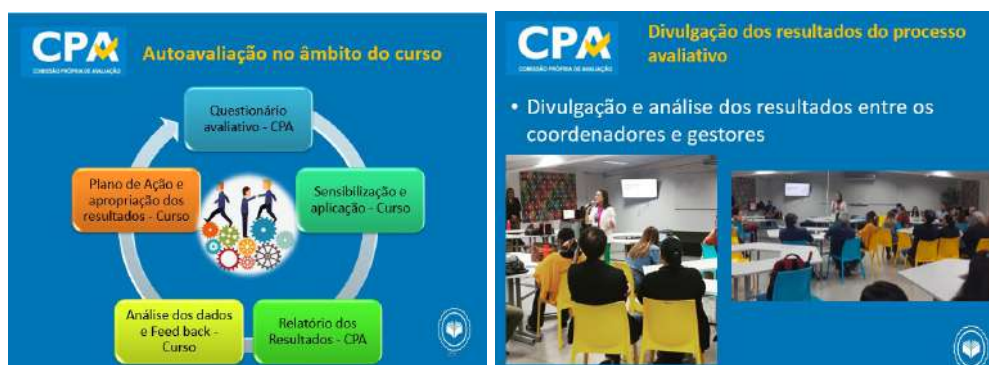 CPA
COMISSÃO PRÓPRIA DE AVALIAÇÃO
Autoavaliação no âmbito do curso
Questionário
avaliativo - CPA
Sensibilização e
aplicação - Curso
Relatório dos
Resultados - CPA
Análise dos dados
e Feed back -
Curso
Plano de Ação e
apropriação dos
resultados - Curso
CPA
COMISSÃO PRÓPRIA DE AVALIAÇÃO
Divulgação dos resultados do processo
avaliativo
• Divulgação e análise dos resultados entre os
coordenadores e gestores